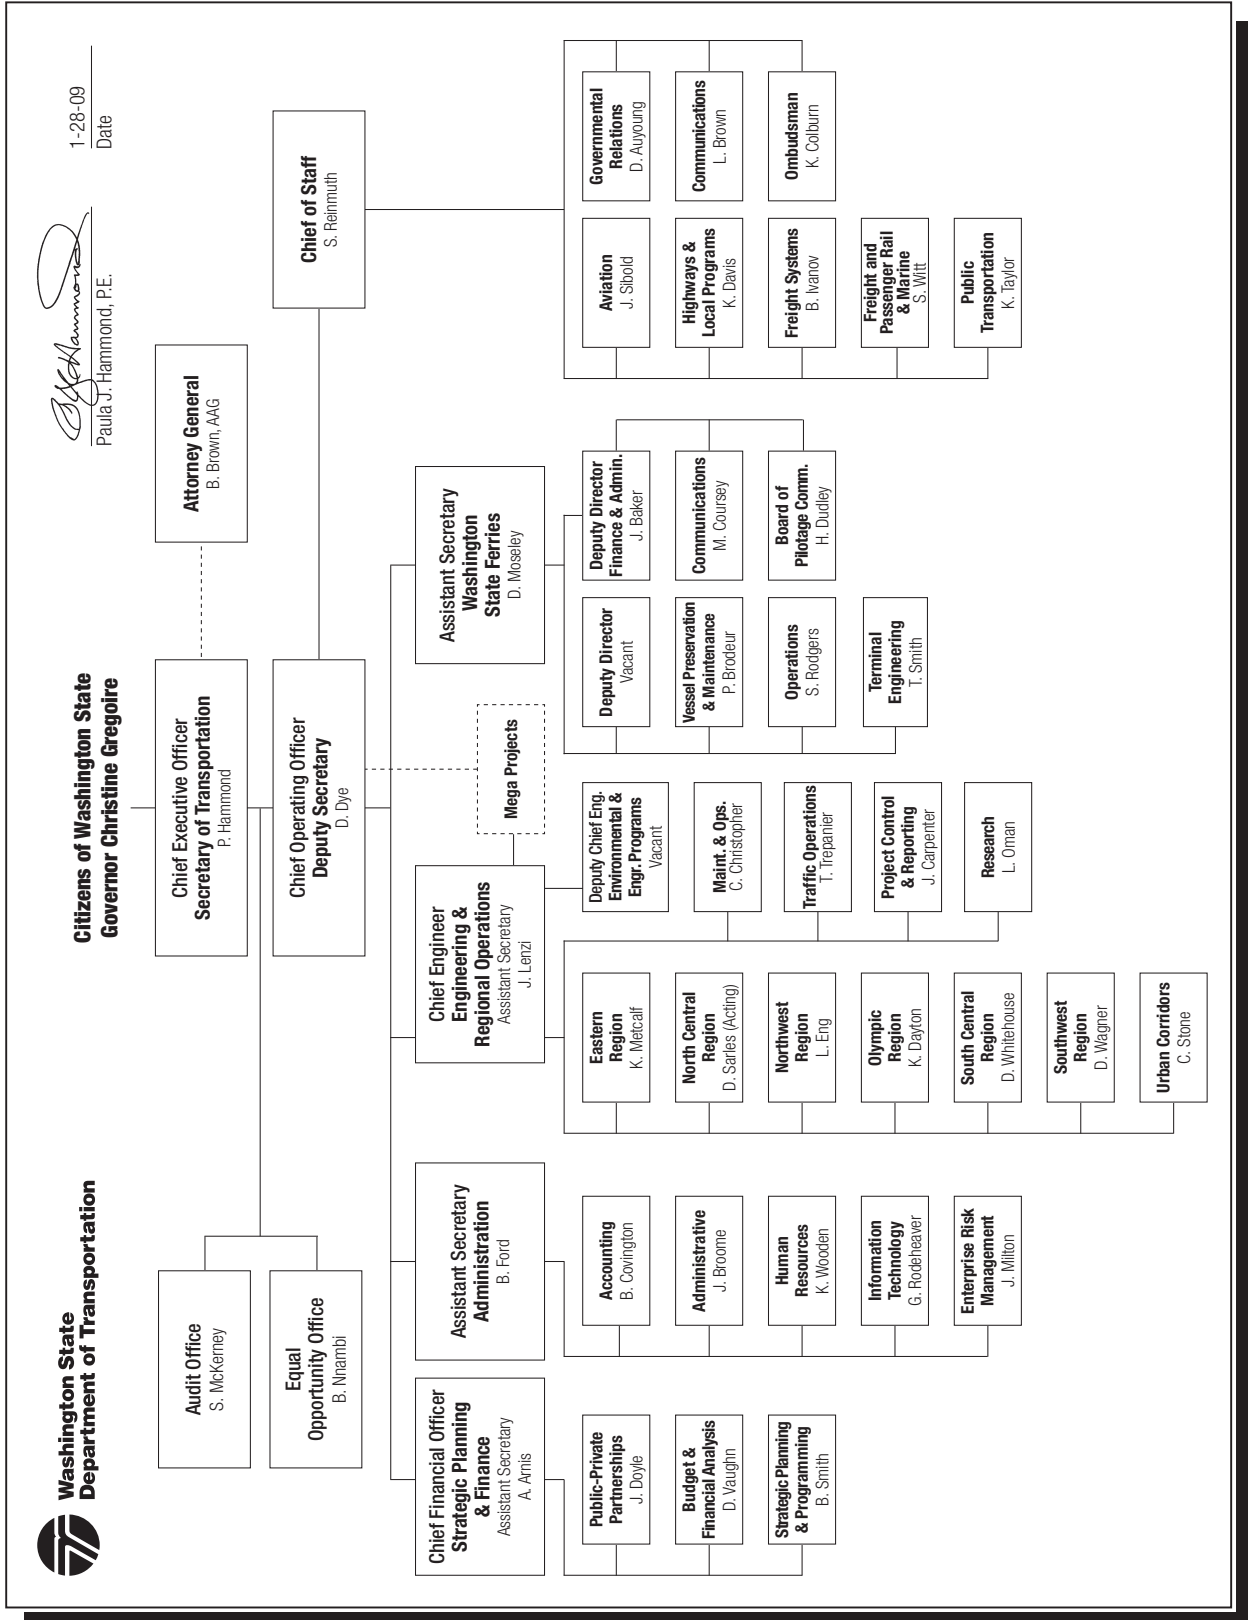 Washington State
Department of Transportation
Citizens of Washington State
Governor Christine Gregoire
Paula J. Hammond, P.E.
1-28-09
Date
Chief Executive Officer
Secretary of Transportation
P. Hammond
Attorney General
B. Brown, AAG
Audit Office
S. McKerney
Equal
Opportunity Office
B. Nnambi
Chief Operating Officer
Deputy Secretary
D. Dye
Chief of Staff
S. Reinmuth
Mega Projects
Chief Financial Officer
Strategic Planning
& Finance
Assistant Secretary
A. Arnis
Assistant Secretary
Administration
B. Ford
Chief Engineer
Engineering &
Regional Operations
Assistant Secretary
J. Lenzi
Assistant Secretary
Washington
State Ferries
D. Moseley
Public-Private
Partnerships
J. Doyle
Budget &
Financial Analysis
D. Vaughn
Strategic Planning
& Programming
B. Smith
Accounting
B. Covington
Administrative
J. Broome
Human
Resources
K. Wooden
Information
Technology
G. Rodeheaver
Enterprise Risk
Management
J. Milton
Eastern
Region
K. Metcalf
North Central
Region
D. Sarles (Acting)
Northwest
Region
L. Eng
Olympic
Region
K. Dayton
South Central
Region
D. Whitehouse
Southwest
Region
D. Wagner
Urban Corridors
C. Stone
Deputy Chief Eng.
Environmental &
Engr. Programs
Vacant
Maint. & Ops.
C. Christopher
Traffic Operations
T. Trepanier
Project Control
& Reporting
J. Carpenter
Research
L. Oman
Deputy Director
Vacant
Vessel Preservation
& Maintenance
P. Brodeur
Operations
S. Rodgers
Terminal
Engineering
T. Smith
Deputy Director
Finance & Admin.
J. Baker
Communications
M. Coursey
Board of
Pilotage Comm.
H. Dudley
Aviation
J. Sibold
Highways &
Local Programs
K. Davis
Freight Systems
B. Ivanov
Freight and
Passenger Rail
& Marine
S. Witt
Public
Transportation
K. Taylor
Governmental
Relations
D. Auyoung
Communications
L. Brown
Ombudsman
K. Colburn